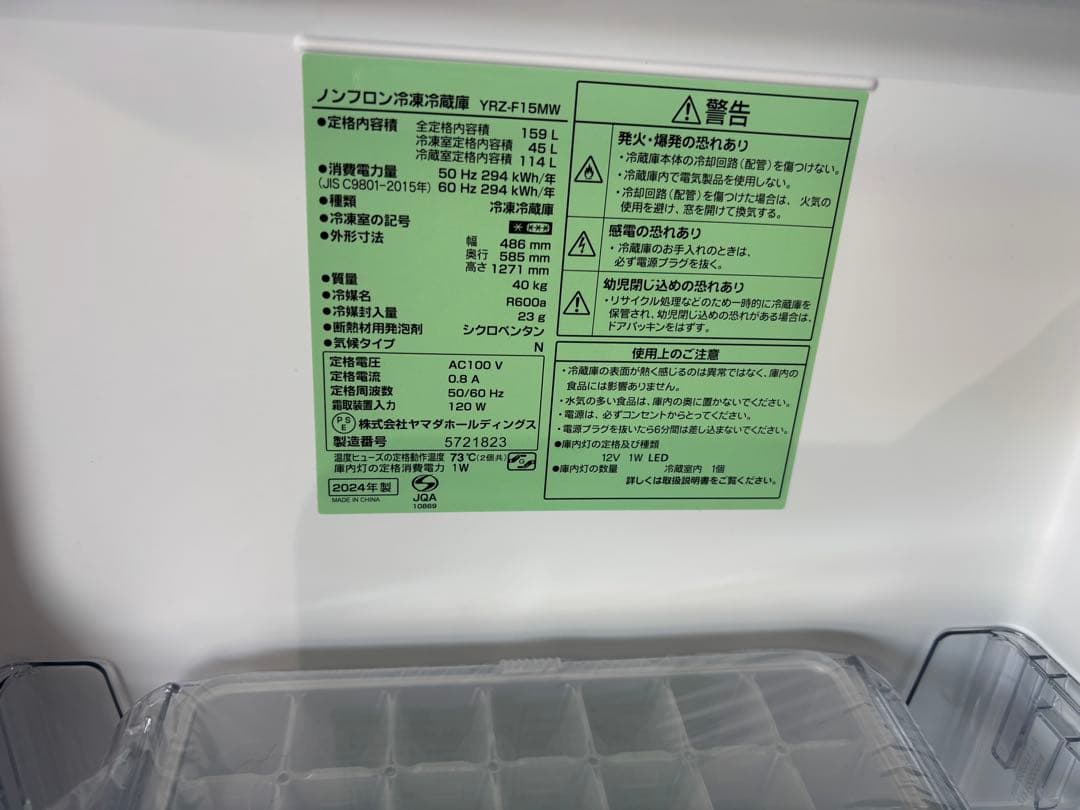 ノンフロン冷凍冷蔵庫 YRZ-F15MW
●定格内容積 全定格内容積 159 L
冷凍室定格内容積 45 L
冷蔵室定格内容積 114 L
●消費電力量 50 Hz 294 kWh/年
(JIS C9801-2015年) 60 Hz 294 kWh/年
●種類 冷凍冷蔵庫
●冷凍室の記号
●外形寸法 幅 486 mm
奥行 585 mm
高さ 1271 mm
●質量 40 kg
●冷媒名 R600a
●冷媒封入量 23 g
●断熱材用発泡剤 シクロペンタン
●気候タイプ N
定格電圧 AC100 V
定格電流 0.8 A
定格周波数 50/60 Hz
霜取装置入力 120 W
PSE 株式会社ヤマダホールディングス
製造番号 5721823
温度ヒューズの定格動作温度 73℃(2個共)
庫内灯の定格消費電力 1W
2024年製
MADE IN CHINA
JQA
10869
警告
発火・爆発の恐れあり
・冷蔵庫本体の冷却回路(配管)を傷つけない。
・冷蔵庫内で電気製品を使用しない。
・冷却回路(配管)を傷つけた場合は、火気の
使用を避け、窓を開けて換気する。
感電の恐れあり
・冷蔵庫のお手入れのときは、
必ず電源プラグを抜く。
幼児閉じ込めの恐れあり
・リサイクル処理などのため一時的に冷蔵庫を
保管され、幼児閉じ込めの恐れがある場合は、
ドアパッキンをはずす。
使用上のご注意
・冷蔵庫の表面が熱く感じるのは異常ではなく、庫内の
食品には影響ありません。
・水気の多い食品は、庫内の奥に置かないでください。
・電源は、必ずコンセントからとってください。
・電源プラグを抜いたら6分間は差し込まないでください。
●庫内灯の定格及び種類
12V 1W LED
●庫内灯の数量 冷蔵室内 1個
詳しくは取扱説明書をご覧ください。